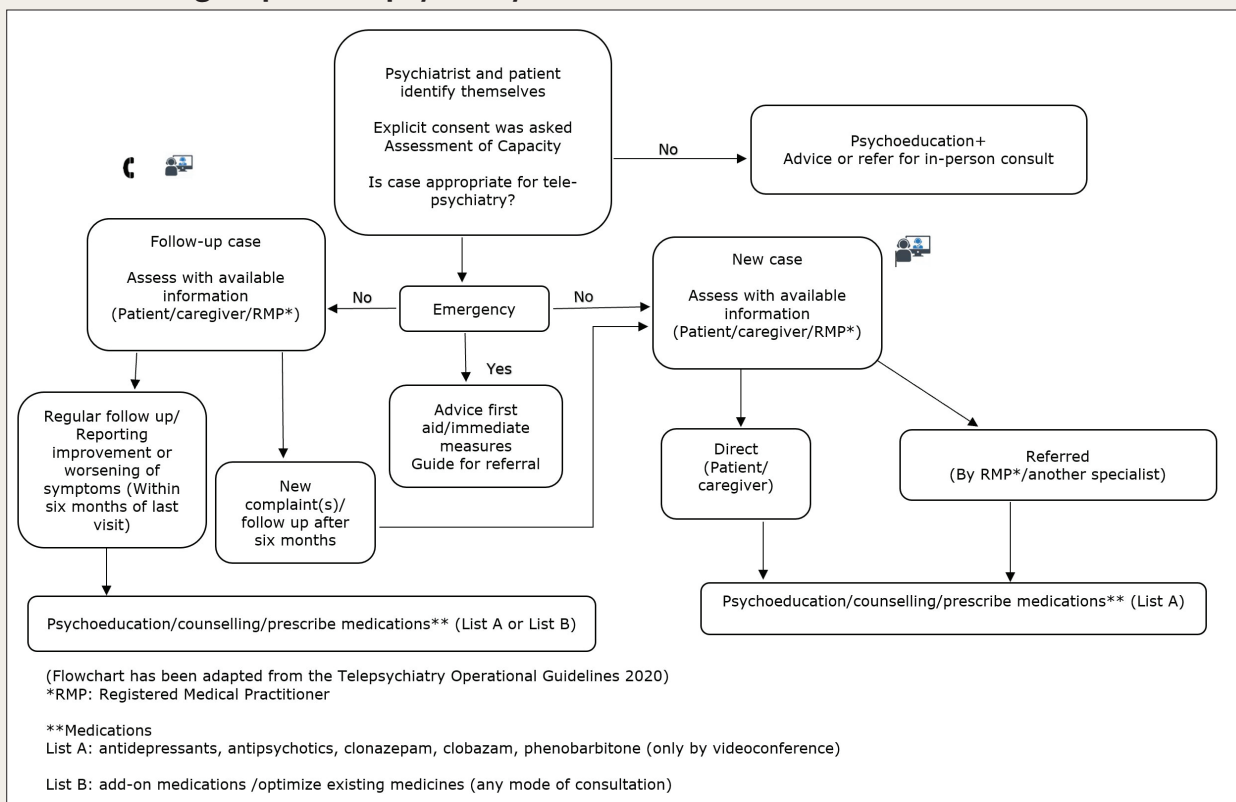 Psychiatrist and patient
identify themselves
Explicit consent was asked
Assessment of Capacity
Is case appropriate for tele-
psychiatry?
No
Psychoeducation+
Advice or refer for in-person consult
Follow-up case
Assess with available
information
(Patient/caregiver/RMP*)
No
Emergency
No
New case
Assess with available
information
(Patient/caregiver/RMP*)
Yes
Advice first
aid/immediate
measures
Guide for referral
Regular follow up/
Reporting
improvement or
worsening of
symptoms (Within
six months of last
visit)
New
complaint(s)/
follow up after
six months
Direct
(Patient/
caregiver)
Referred
(By RMP*/another specialist)
Psychoeducation/counselling/prescribe medications** (List A or List B)
Psychoeducation/counselling/prescribe medications** (List A)
(Flowchart has been adapted from the Telepsychiatry Operational Guidelines 2020)
*RMP: Registered Medical Practitioner
**Medications
List A: antidepressants, antipsychotics, clonazepam, clobazam, phenobarbitone (only by videoconference)
List B: add-on medications /optimize existing medicines (any mode of consultation)